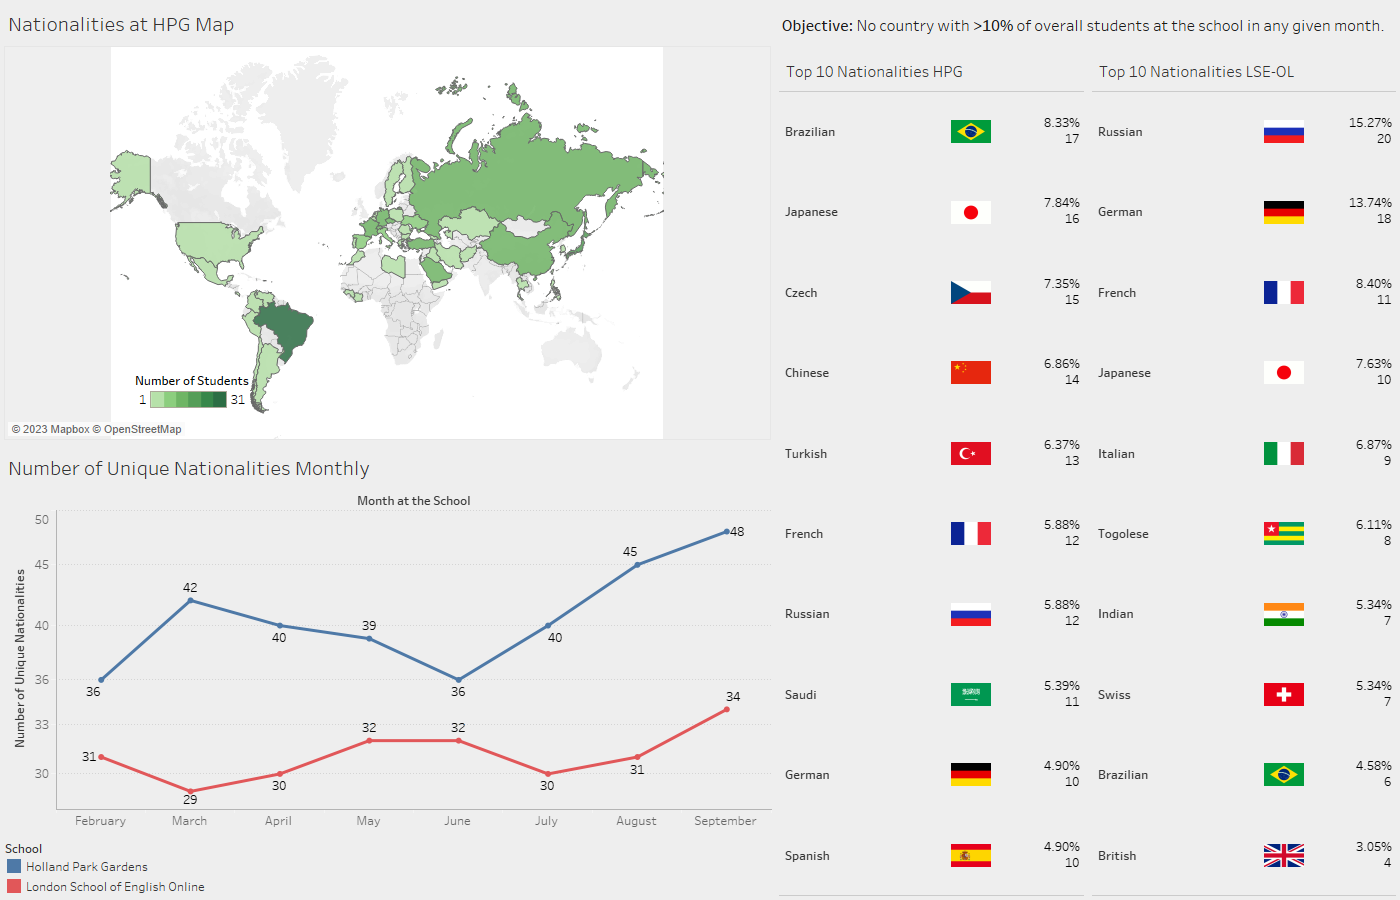 Nationalities at HPG Map
Number of Students
1 31
© 2023 Mapbox © OpenStreetMap
Number of Unique Nationalities Monthly
Month at the School
Number of Unique Nationalities
50
45
40
36
33
30
36
42
40
39
36
40
45
48
31
29
30
32
32
30
31
34
February March April May June July August September
School
Holland Park Gardens
London School of English Online
Objective: No country with >10% of overall students at the school in any given month.
Top 10 Nationalities HPG
Brazilian 8.33%
17
Japanese 7.84%
16
Czech 7.35%
15
Chinese 6.86%
14
Turkish 6.37%
13
French 5.88%
12
Russian 5.88%
12
Saudi 5.39%
11
German 4.90%
10
Spanish 4.90%
10
Top 10 Nationalities LSE-OL
Russian 15.27%
20
German 13.74%
18
French 8.40%
11
Japanese 7.63%
10
Italian 6.87%
9
Togolese 6.11%
8
Indian 5.34%
7
Swiss 5.34%
7
Brazilian 4.58%
6
British 3.05%
4